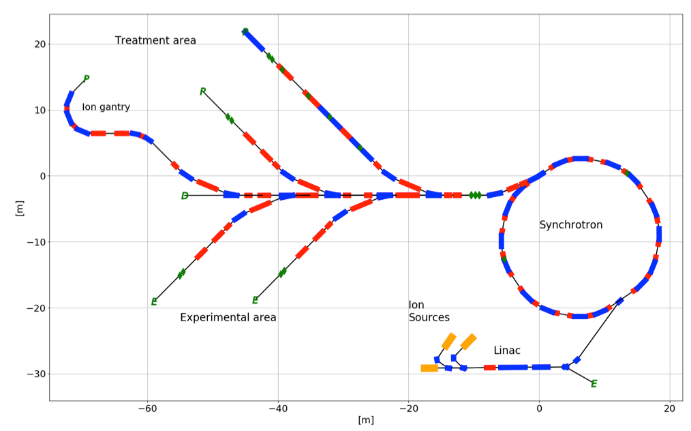 20
10
0
−10
−20
−30
[m]
A
Treatment area
P
R
Ion gantry
D
Synchrotron
E
E
Experimental area
Ion
Sources
Linac
E
−60
−40
−20
0
20
[m]